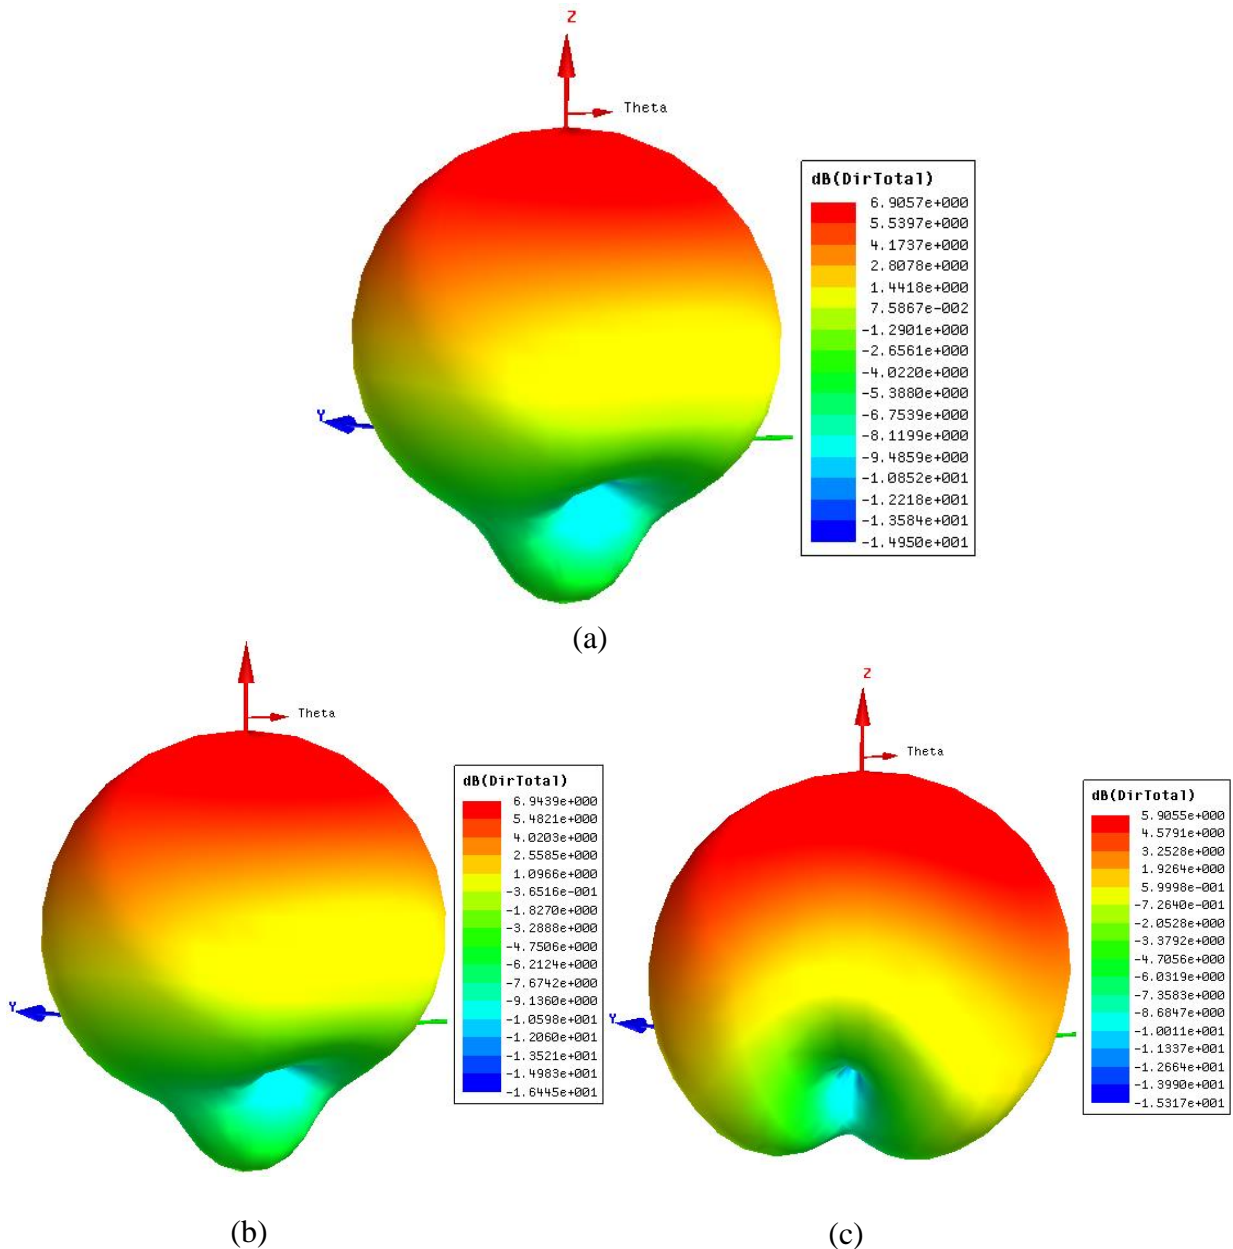 Z
Theta
dB(DirTotal)
6.9057e+000
5.5397e+000
4.1737e+000
2.8078e+000
1.4418e+000
7.5867e-002
-1.2901e+000
-2.6561e+000
-4.0220e+000
-5.3880e+000
-6.7539e+000
-8.1199e+000
-9.4859e+000
-1.0852e+001
-1.2218e+001
-1.3584e+001
-1.4950e+001
Y
(a)
Theta
dB(DirTotal)
6.9439e+000
5.4821e+000
4.0203e+000
2.5585e+000
1.0966e+000
-3.6516e-001
-1.8270e+000
-3.2888e+000
-4.7506e+000
-6.2124e+000
-7.6742e+000
-9.1360e+000
-1.0598e+001
-1.2060e+001
-1.3521e+001
-1.4983e+001
-1.6445e+001
Y
(b)
Z
Theta
dB(DirTotal)
5.9055e+000
4.5791e+000
3.2528e+000
1.9264e+000
5.9998e-001
-7.2640e-001
-2.0528e+000
-3.3792e+000
-4.7056e+000
-6.0319e+000
-7.3583e+000
-8.6847e+000
-1.0011e+001
-1.1337e+001
-1.2664e+001
-1.3990e+001
-1.5317e+001
Y
(c)